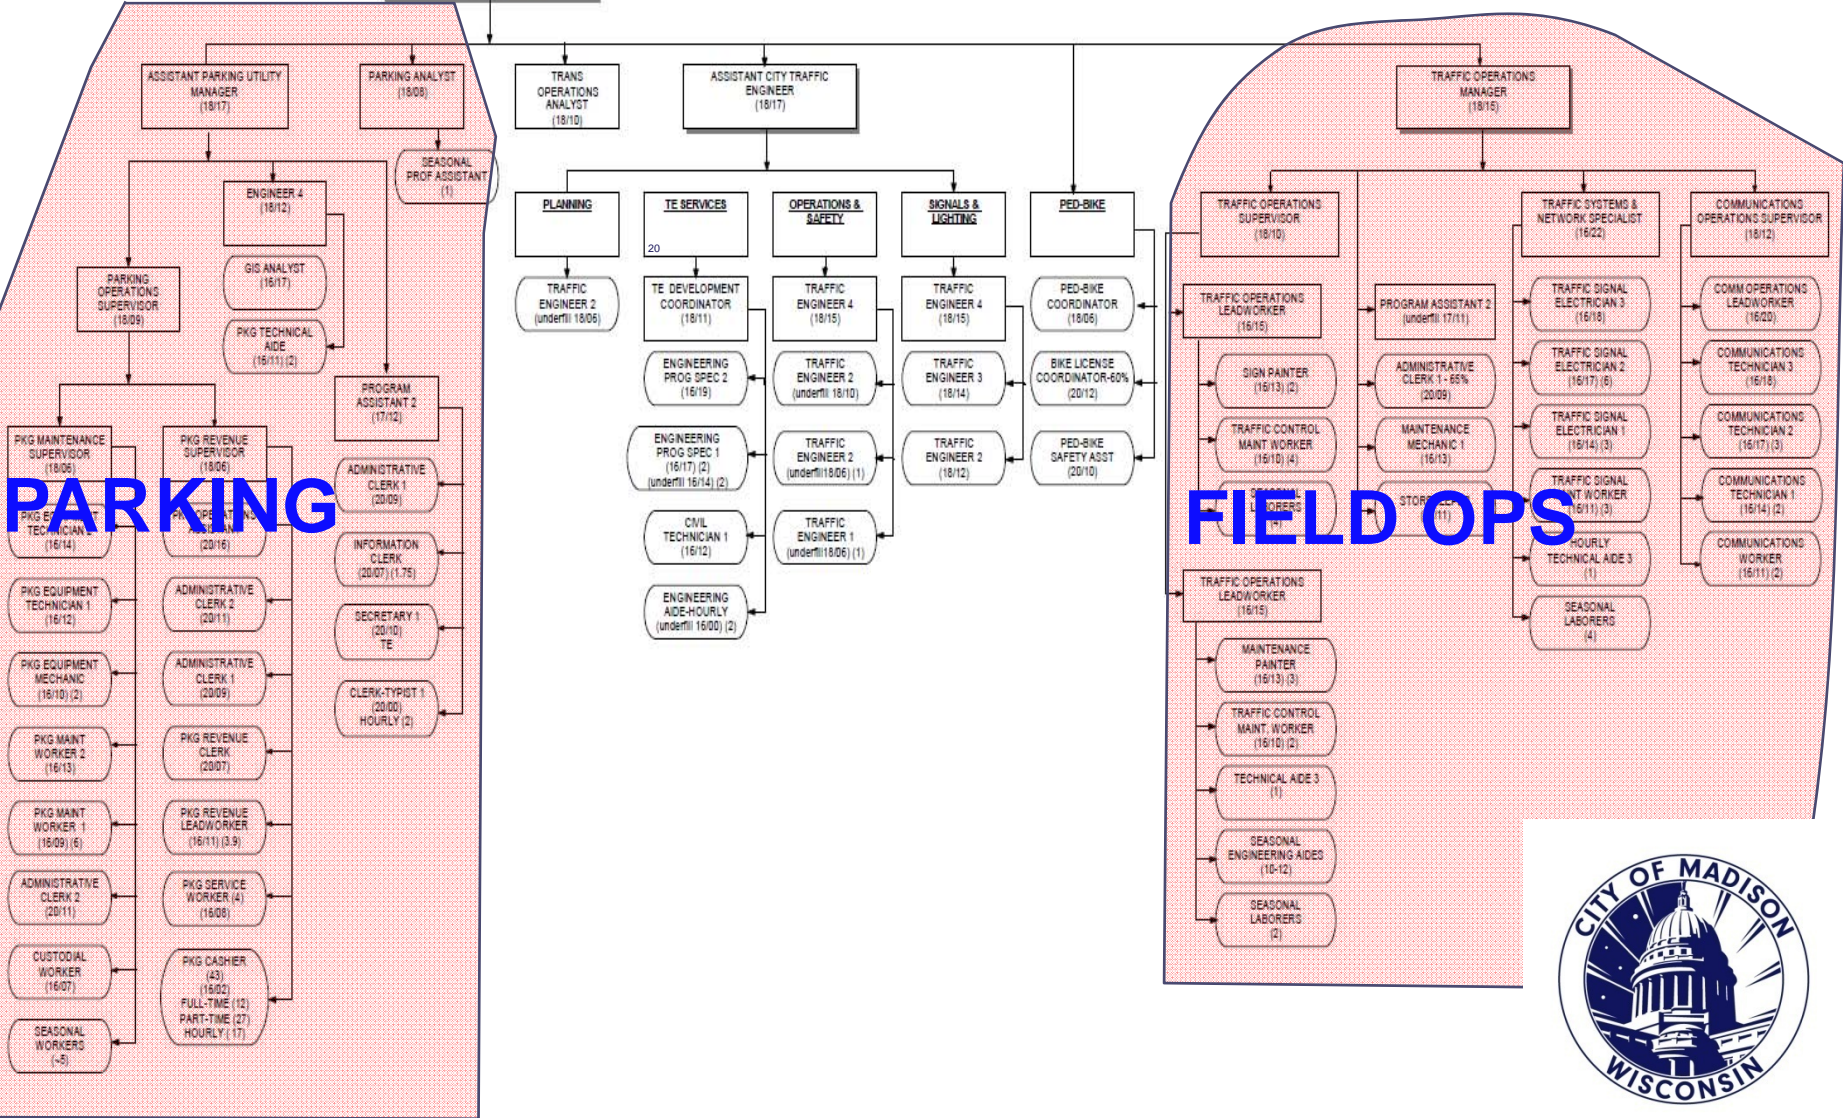 ASSISTANT PARKING UTILITY
MANAGER
(18/17)
PARKING ANALYST
(18/08)
TRANS
OPERATIONS
ANALYST
(18/10)
ASSISTANT CITY TRAFFIC
ENGINEER
(18/17)
TRAFFIC OPERATIONS
MANAGER
(18/15)
SEASONAL
PROF ASSISTANT
(1)
ENGINEER 4
(18/12)
GIS ANALYST
(16/17)
PKG TECHNICAL
AIDE
(16/11) (2)
PARKING
OPERATIONS
SUPERVISOR
(18/09)
PROGRAM
ASSISTANT 2
(17/12)
ADMINISTRATIVE
CLERK 1
(20/09)
INFORMATION
CLERK
(20/07) (1.75)
SECRETARY 1
(20/10)
TE
CLERK-TYPIST 1
(20/00)
HOURLY (2)
PKG MAINTENANCE
SUPERVISOR
(18/06)
PARKING
TECHNICIAN
(16/14)
PKG EQUIPMENT
TECHNICIAN 1
(16/12)
PKG EQUIPMENT
MECHANIC
(16/10) (2)
PKG MAINT
WORKER 2
(16/13)
PKG MAINT
WORKER 1
(16/09) (6)
ADMINISTRATIVE
CLERK 2
(20/11)
CUSTODIAL
WORKER
(16/07)
SEASONAL
WORKERS
(~5)
PKG REVENUE
SUPERVISOR
(18/06)
(20/16)
ADMINISTRATIVE
CLERK 2
(20/11)
ADMINISTRATIVE
CLERK 1
(20/09)
PKG REVENUE
CLERK
(20/07)
PKG REVENUE
LEADWORKER
(16/11) (3.9)
PKG SERVICE
WORKER (4)
(16/08)
PKG CASHIER
(43)
(16/02)
FULL-TIME (12)
PART-TIME (27)
HOURLY (17)
PLANNING
TRAFFIC
ENGINEER 2
(underfill 18/06)
TE SERVICES
20
TE DEVELOPMENT
COORDINATOR
(18/11)
ENGINEERING
PROG SPEC 2
(16/19)
ENGINEERING
PROG SPEC 1
(16/17) (2)
(underfill 16/14) (2)
CIVIL
TECHNICIAN 1
(16/12)
ENGINEERING
AIDE-HOURLY
(underfill 16/00) (2)
OPERATIONS &
SAFETY
TRAFFIC
ENGINEER 4
(18/15)
TRAFFIC
ENGINEER 2
(underfill 18/10)
TRAFFIC
ENGINEER 2
(underfill18/06) (1)
TRAFFIC
ENGINEER 1
(underfill18/06) (1)
SIGNALS &
LIGHTING
TRAFFIC
ENGINEER 4
(18/15)
TRAFFIC
ENGINEER 3
(18/14)
TRAFFIC
ENGINEER 2
(18/12)
PED-BIKE
PED-BIKE
COORDINATOR
(18/06)
BIKE LICENSE
COORDINATOR-60%
(20/12)
PED-BIKE
SAFETY ASST
(20/10)
TRAFFIC OPERATIONS
SUPERVISOR
(18/10)
TRAFFIC OPERATIONS
LEADWORKER
(16/15)
SIGN PAINTER
(16/13) (2)
TRAFFIC CONTROL
MAINT WORKER
(16/10) (4)
FIELD OPS
TRAFFIC OPERATIONS
LEADWORKER
(16/15)
MAINTENANCE
PAINTER
(16/13) (3)
TRAFFIC CONTROL
MAINT. WORKER
(16/10) (2)
TECHNICAL AIDE 3
(1)
SEASONAL
ENGINEERING AIDES
(10-12)
SEASONAL
LABORERS
(2)
PROGRAM ASSISTANT 2
(underfill 17/11)
ADMINISTRATIVE
CLERK 1 - 65%
(20/09)
MAINTENANCE
MECHANIC 1
(16/13)
TRAFFIC SYSTEMS &
NETWORK SPECIALIST
(16/22)
TRAFFIC SIGNAL
ELECTRICIAN 3
(16/18)
TRAFFIC SIGNAL
ELECTRICIAN 2
(16/17) (6)
TRAFFIC SIGNAL
ELECTRICIAN 1
(16/14) (3)
TRAFFIC SIGNAL
WORKER
(16/11) (3)
HOURLY
TECHNICAL AIDE 3
(1)
SEASONAL
LABORERS
(4)
COMMUNICATIONS
OPERATIONS SUPERVISOR
(18/12)
COMM OPERATIONS
LEADWORKER
(16/20)
COMMUNICATIONS
TECHNICIAN 3
(16/18)
COMMUNICATIONS
TECHNICIAN 2
(16/17) (3)
COMMUNICATIONS
TECHNICIAN 1
(16/14) (2)
COMMUNICATIONS
WORKER
(16/11) (2)
CITY OF MADISON
WISCONSIN